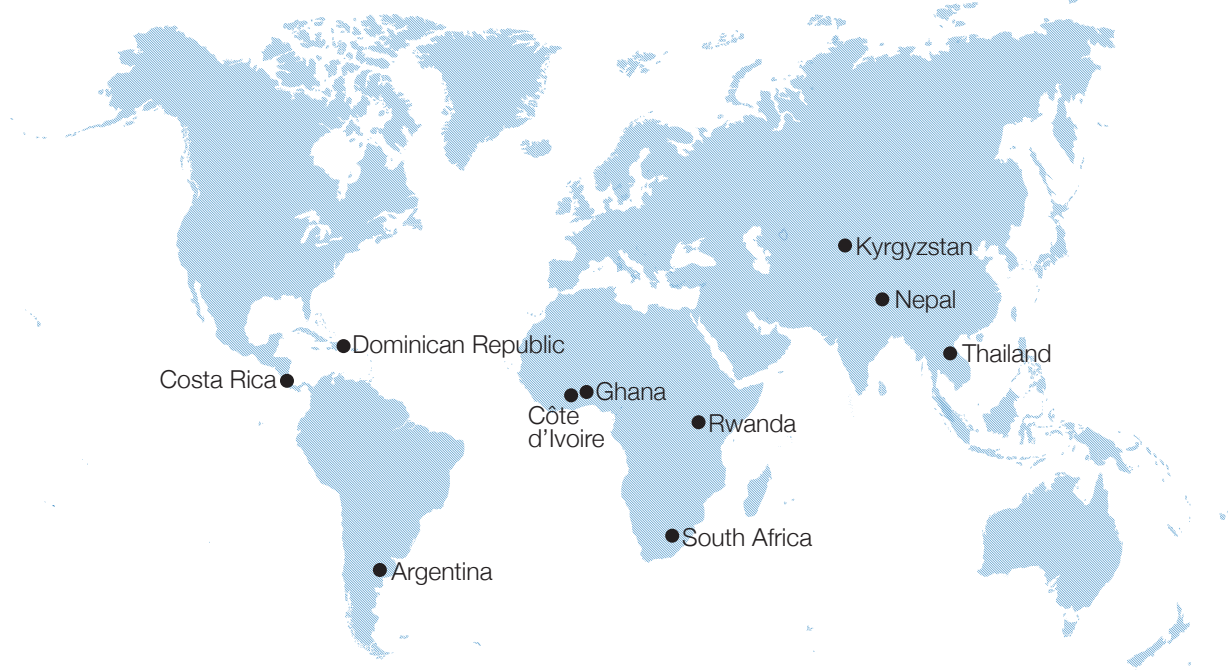 Kyrgyzstan
Nepal
Dominican Republic
Thailand
Costa Rica
Ghana
Côte
d’Ivoire
Rwanda
South Africa
Argentina